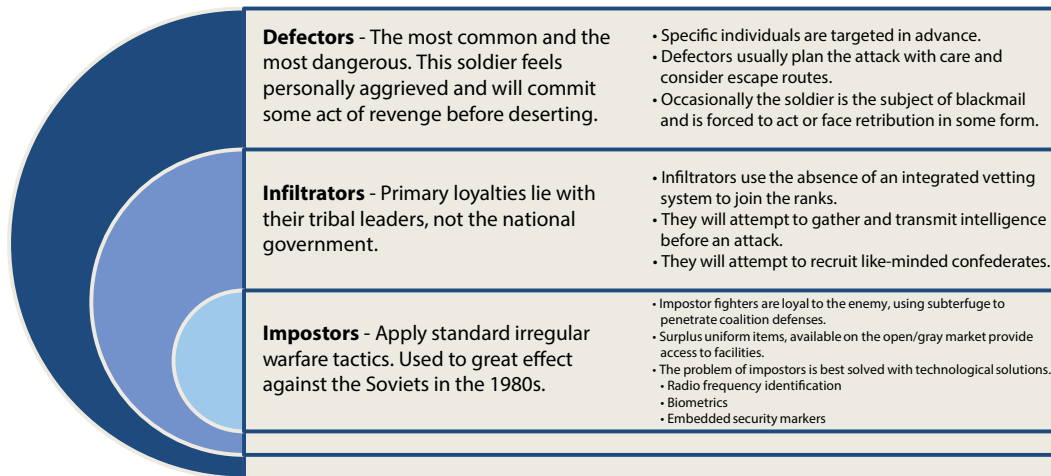 Defectors - The most common and the
most dangerous. This soldier feels
personally aggrieved and will commit
some act of revenge before deserting.
• Specific individuals are targeted in advance.
• Defectors usually plan the attack with care and
consider escape routes.
• Occasionally the soldier is the subject of blackmail
and is forced to act or face retribution in some form.
Infiltrators - Primary loyalties lie with
their tribal leaders, not the national
government.
• Infiltrators use the absence of an integrated vetting
system to join the ranks.
• They will attempt to gather and transmit intelligence
before an attack.
• They will attempt to recruit like-minded confederates.
Impostors - Apply standard irregular
warfare tactics. Used to great effect
against the Soviets in the 1980s.
• Impostor fighters are loyal to the enemy, using subterfuge to
penetrate coalition defenses.
• Surplus uniform items, available on the open/gray market provide
access to facilities.
• The problem of impostors is best solved with technological solutions.
• Radio frequency identification
• Biometrics
• Embedded security markers